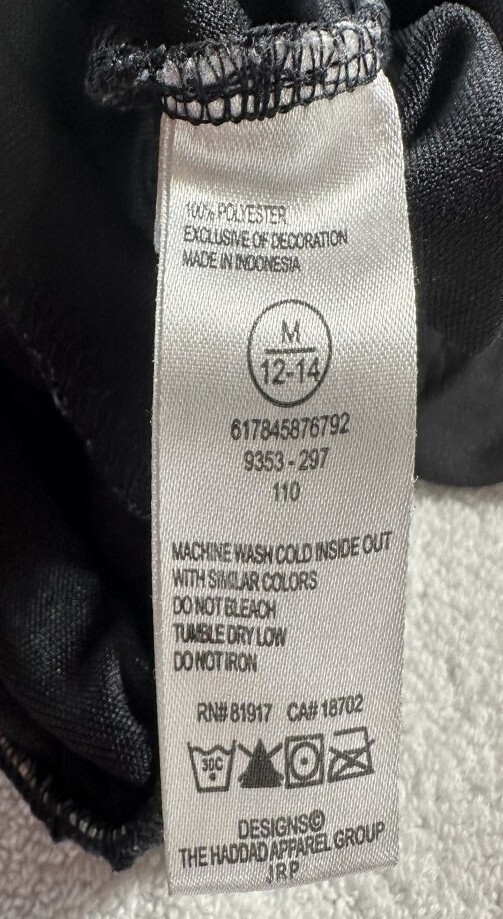 100% POLYESTER
EXCLUSIVE OF DECORATION
MADE IN INDONESIA
M
12-14
617845876792
9353-297
110
MACHINE WASH COLD INSIDE OUT
WITH SIMILAR COLORS
DO NOT BLEACH
TUMBLE DRY LOW
DO NOT IRON
RN# 81917 CA# 18702
30C
DESIGNS©
THE HADDAD APPAREL GROUP
JRP